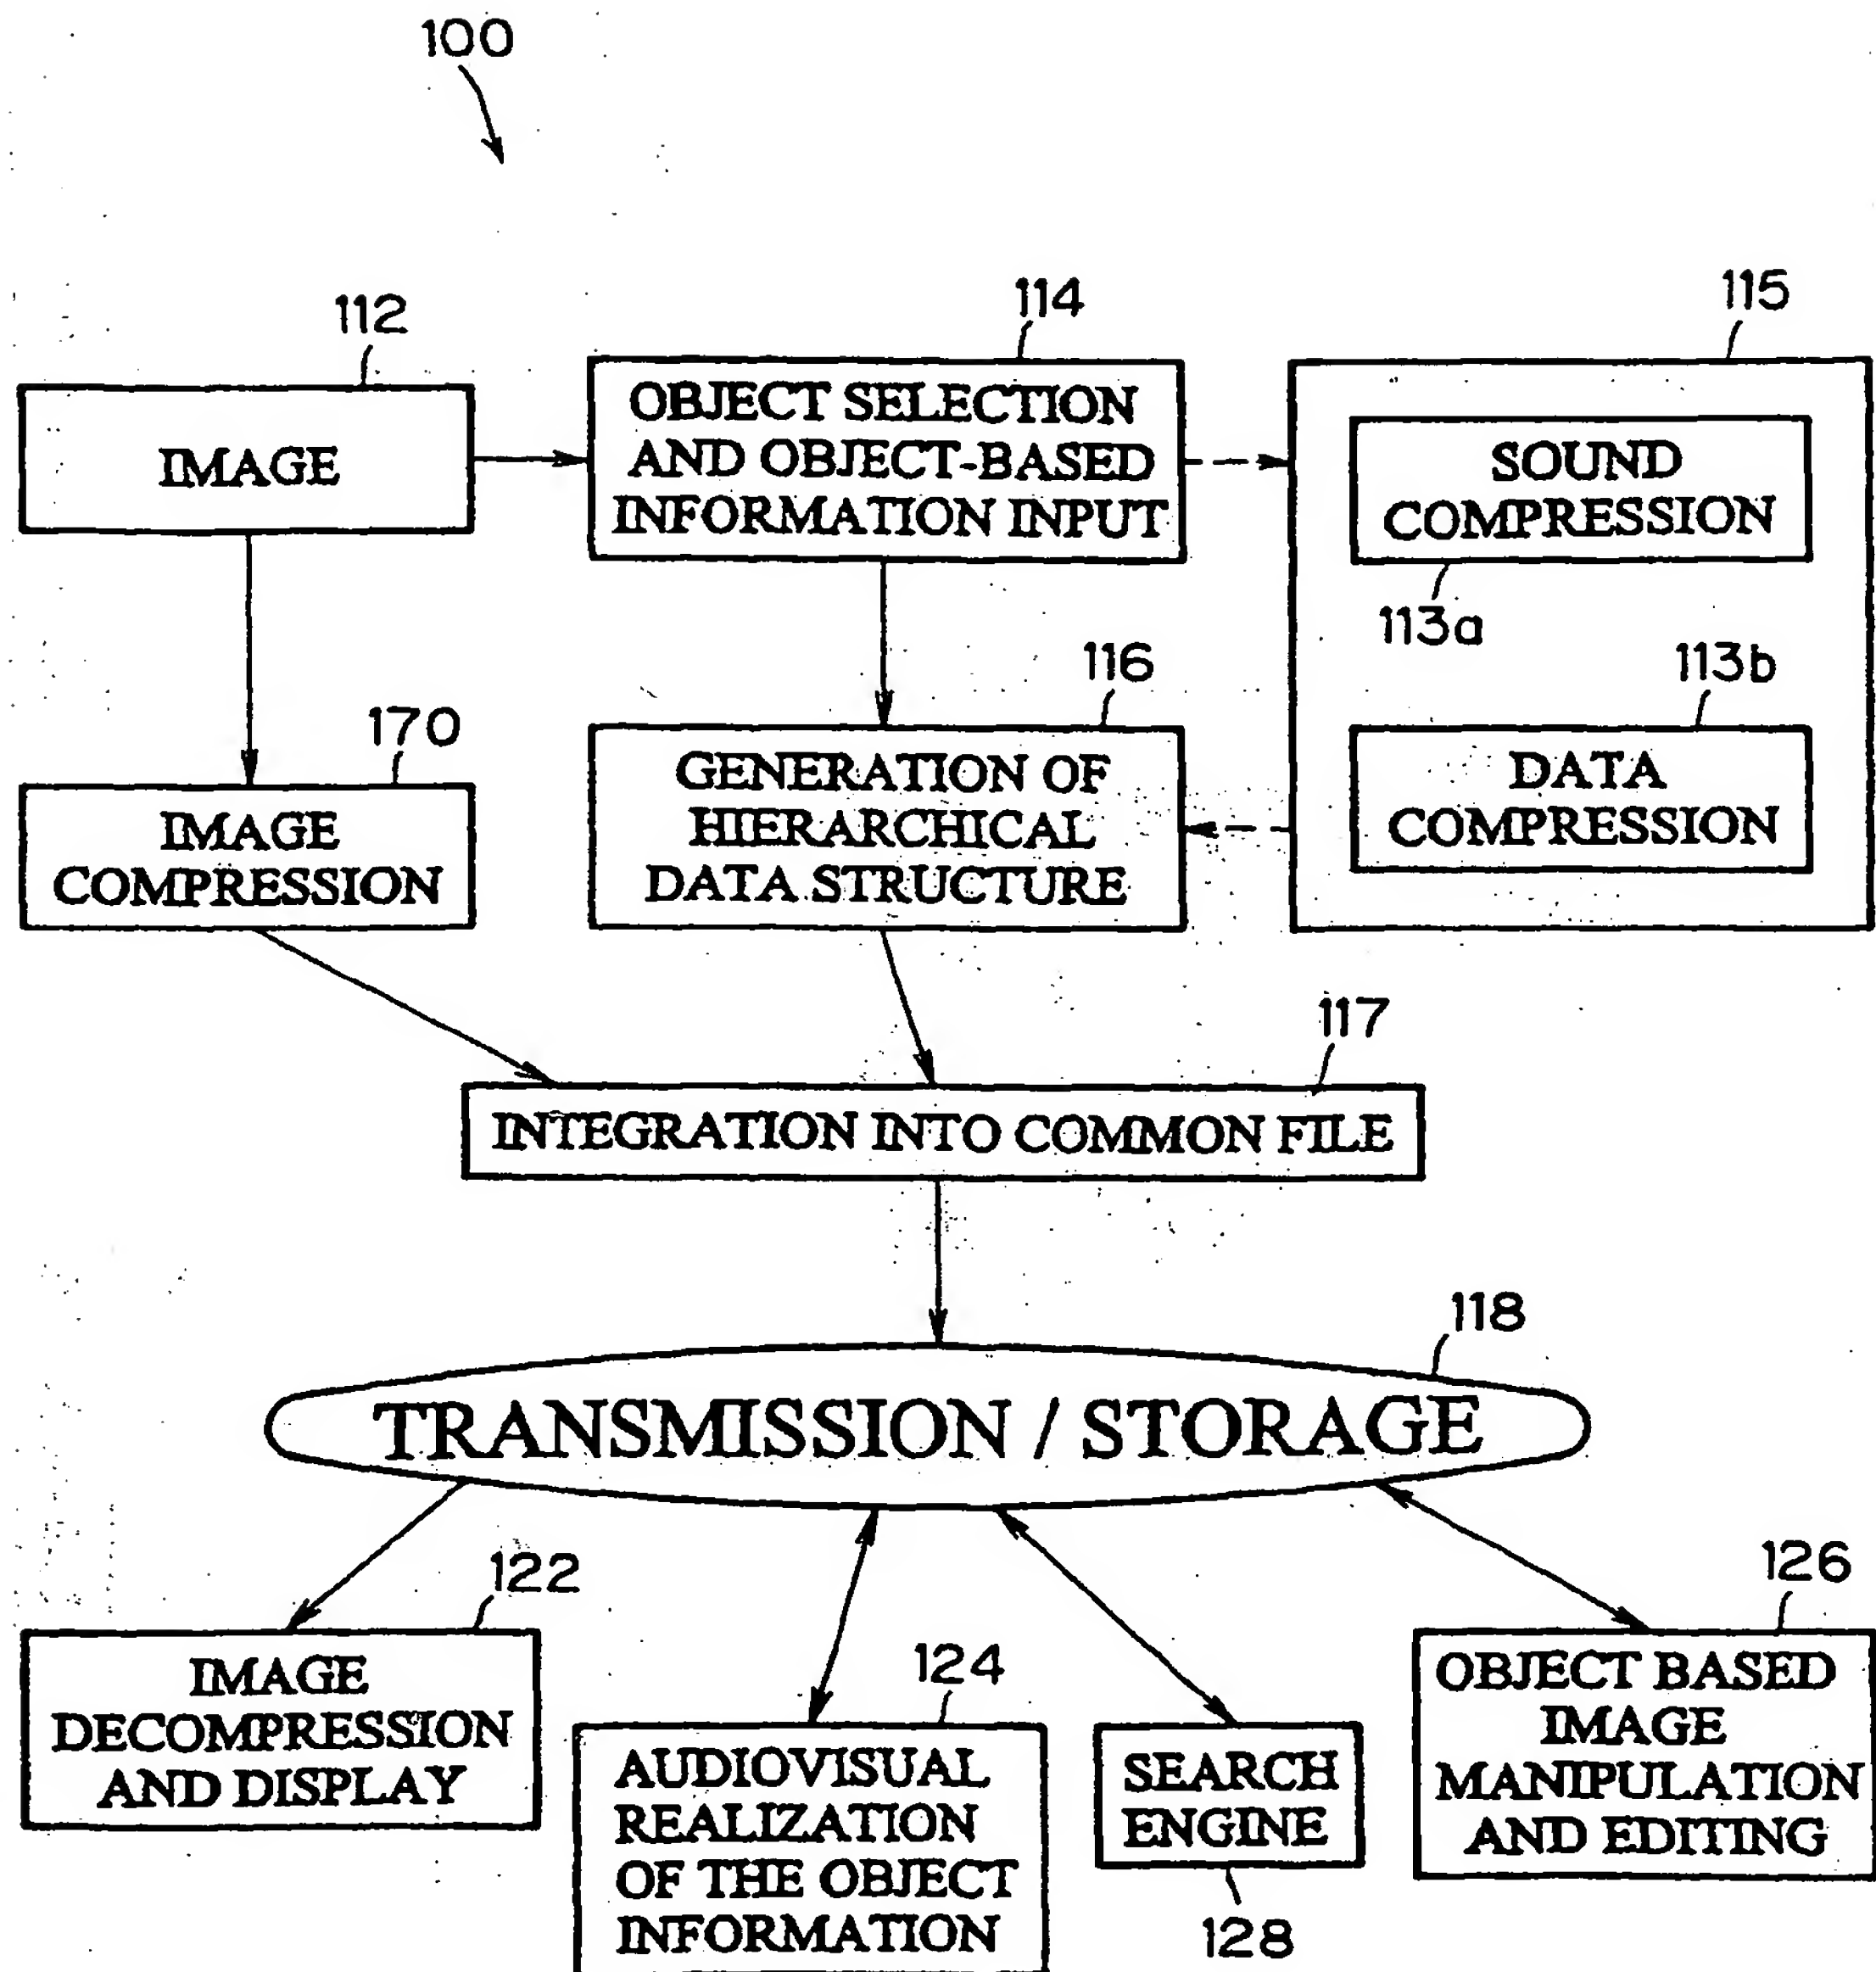 100
112
114
115
IMAGE
OBJECT SELECTION
AND OBJECT-BASED
INFORMATION INPUT
SOUND
COMPRESSION
113a
170
116
113b
IMAGE
COMPRESSION
GENERATION OF
HIERARCHICAL
DATA STRUCTURE
DATA
COMPRESSION
117
INTEGRATION INTO COMMON FILE
118
TRANSMISSION / STORAGE
122
124
126
IMAGE
DECOMPRESSION
AND DISPLAY
AUDIOVISUAL
REALIZATION
OF THE OBJECT
INFORMATION
SEARCH
ENGINE
128
OBJECT BASED
IMAGE
MANIPULATION
AND EDITING